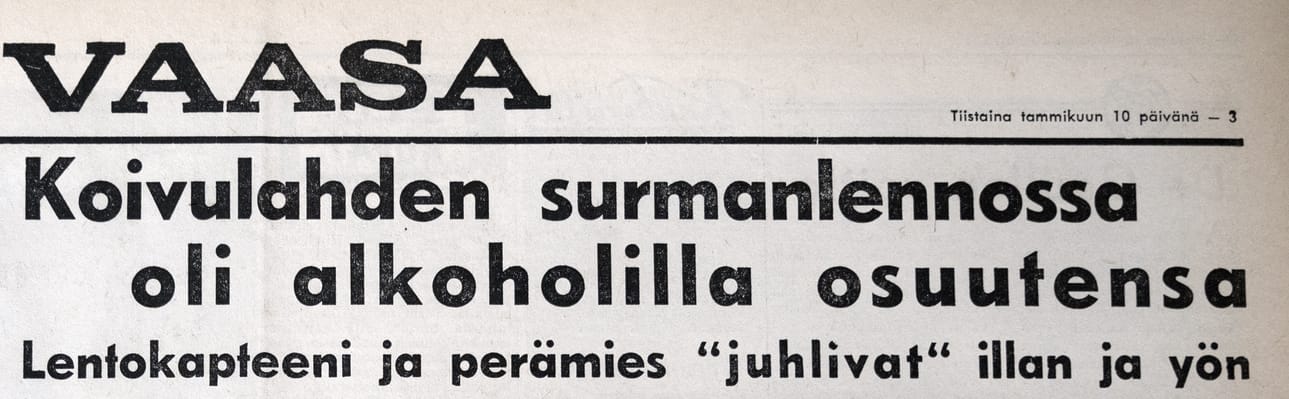 VAASA
Tiistaina tammikuun 10 päivänä — 3
Koivulahden surmanlennossa
oli alkoholilla osuutensa
Lentokapteeni ja perämies “juhlivat“ illan ja yön